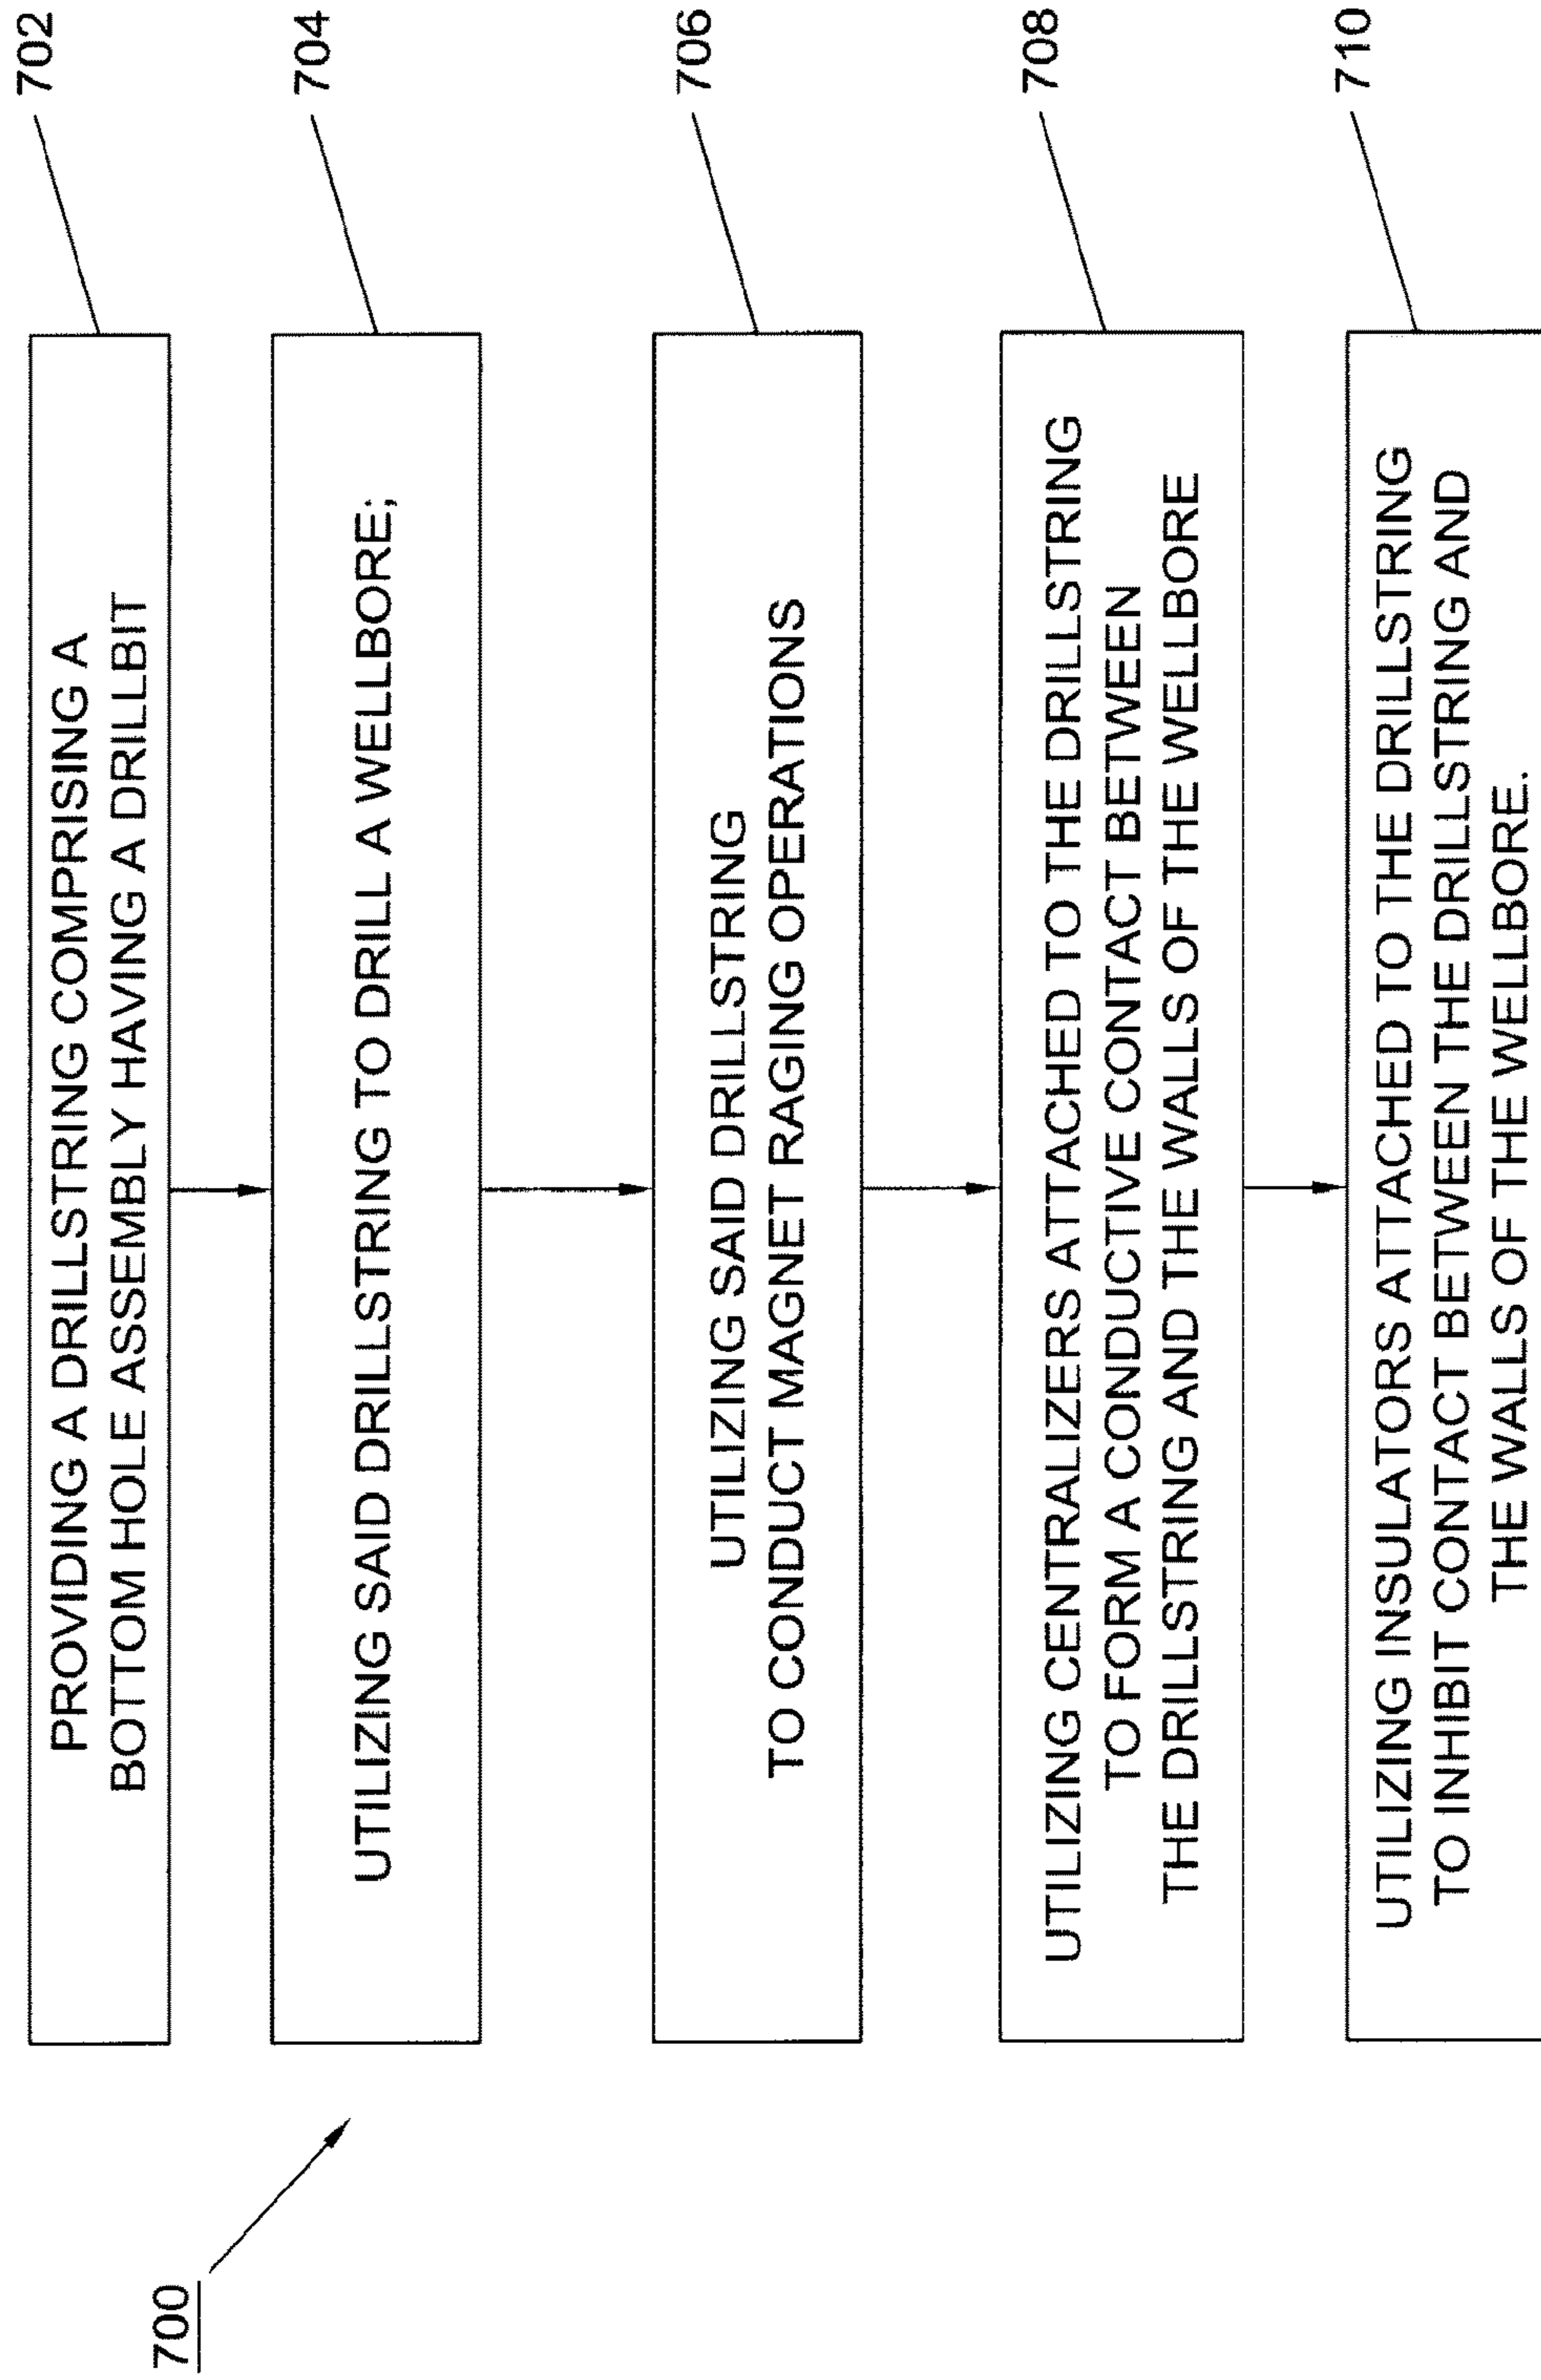 700
PROVIDING A DRILLSTRING COMPRISING A
BOTTOM HOLE ASSEMBLY HAVING A DRILLBIT
702
UTILIZING SAID DRILLSTRING TO DRILL A WELLBORE;
704
UTILIZING SAID DRILLSTRING
TO CONDUCT MAGNET RAGING OPERATIONS
706
UTILIZING CENTRALIZERS ATTACHED TO THE DRILLSTRING
TO FORM A CONDUCTIVE CONTACT BETWEEN
THE DRILLSTRING AND THE WALLS OF THE WELLBORE
708
UTILIZING INSULATORS ATTACHED TO THE DRILLSTRING
TO INHIBIT CONTACT BETWEEN THE DRILLSTRING AND
THE WALLS OF THE WELLBORE.
710